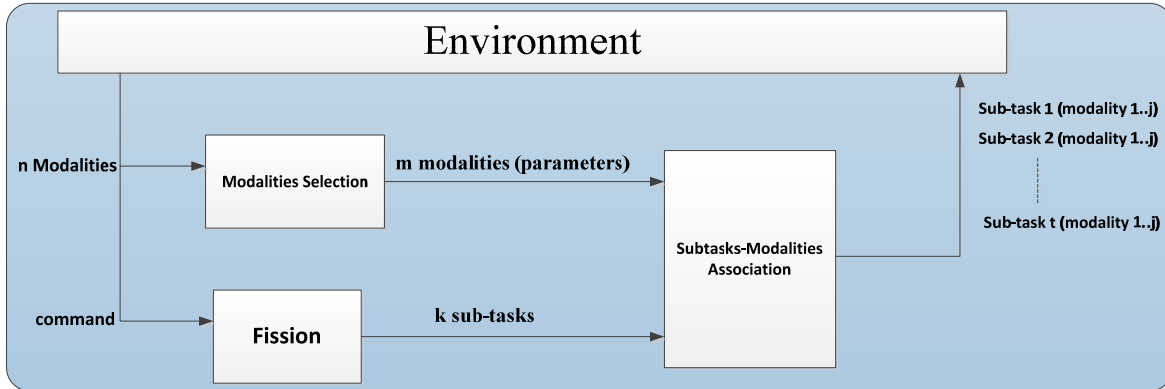 Environment
Sub-task 1 (modality 1..j)
Sub-task 2 (modality 1..j)
Sub-task t (modality 1..j)
n Modalities
Modalities Selection
m modalities (parameters)
Subtasks-Modalities
Association
command
Fission
k sub-tasks